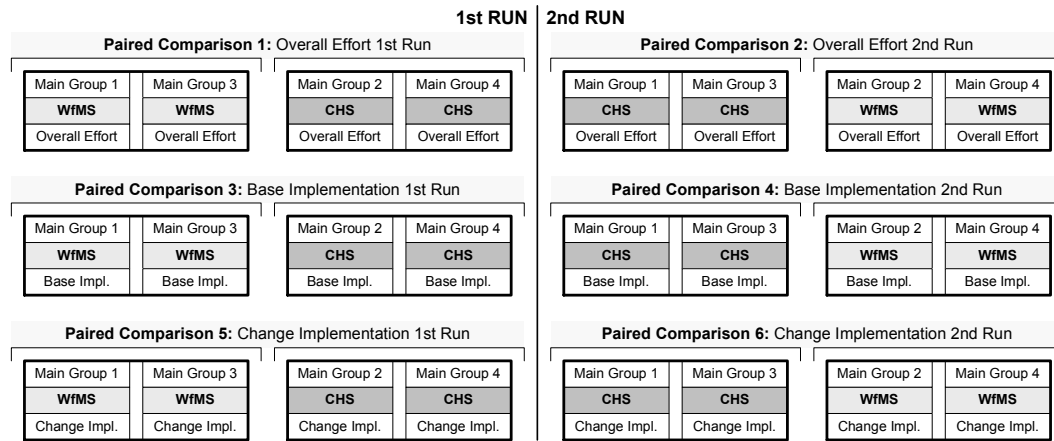 1st RUN 2nd RUN
Paired Comparison 1: Overall Effort 1st Run
Main Group 1 Main Group 3 Main Group 2 Main Group 4
WfMS WfMS CHS CHS
Overall Effort Overall Effort Overall Effort Overall Effort
Paired Comparison 2: Overall Effort 2nd Run
Main Group 1 Main Group 3 Main Group 2 Main Group 4
CHS CHS WfMS WfMS
Overall Effort Overall Effort Overall Effort Overall Effort
Paired Comparison 3: Base Implementation 1st Run
Main Group 1 Main Group 3 Main Group 2 Main Group 4
WfMS WfMS CHS CHS
Base Impl. Base Impl. Base Impl. Base Impl.
Paired Comparison 4: Base Implementation 2nd Run
Main Group 1 Main Group 3 Main Group 2 Main Group 4
CHS CHS WfMS WfMS
Base Impl. Base Impl. Base Impl. Base Impl.
Paired Comparison 5: Change Implementation 1st Run
Main Group 1 Main Group 3 Main Group 2 Main Group 4
WfMS WfMS CHS CHS
Change Impl. Change Impl. Change Impl. Change Impl.
Paired Comparison 6: Change Implementation 2nd Run
Main Group 1 Main Group 3 Main Group 2 Main Group 4
CHS CHS WfMS WfMS
Change Impl. Change Impl. Change Impl. Change Impl.